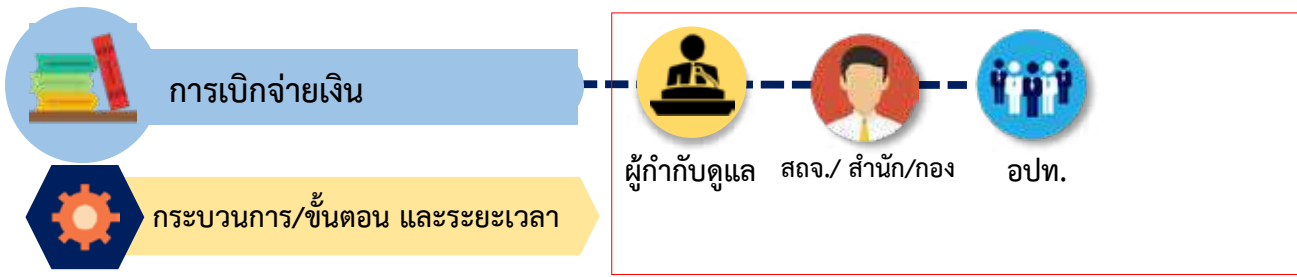 การเบิกจ่ายเงิน
ผู้กำกับดูแล
สถจ./ สำนัก/กอง
อปท.
กระบวนการ/ขั้นตอน และระยะเวลา